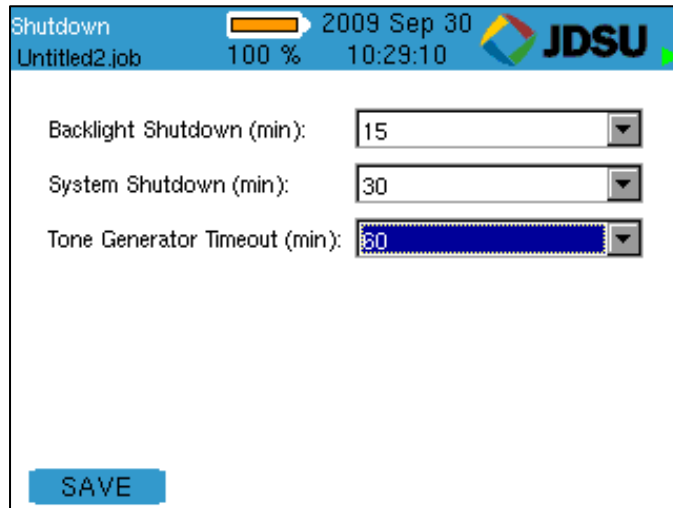 Shutdown 2009 Sep 30 JDSU
Untitled2.job 100 % 10:29:10
Backlight Shutdown (min): 15
System Shutdown (min): 30
Tone Generator Timeout (min): 60
SAVE